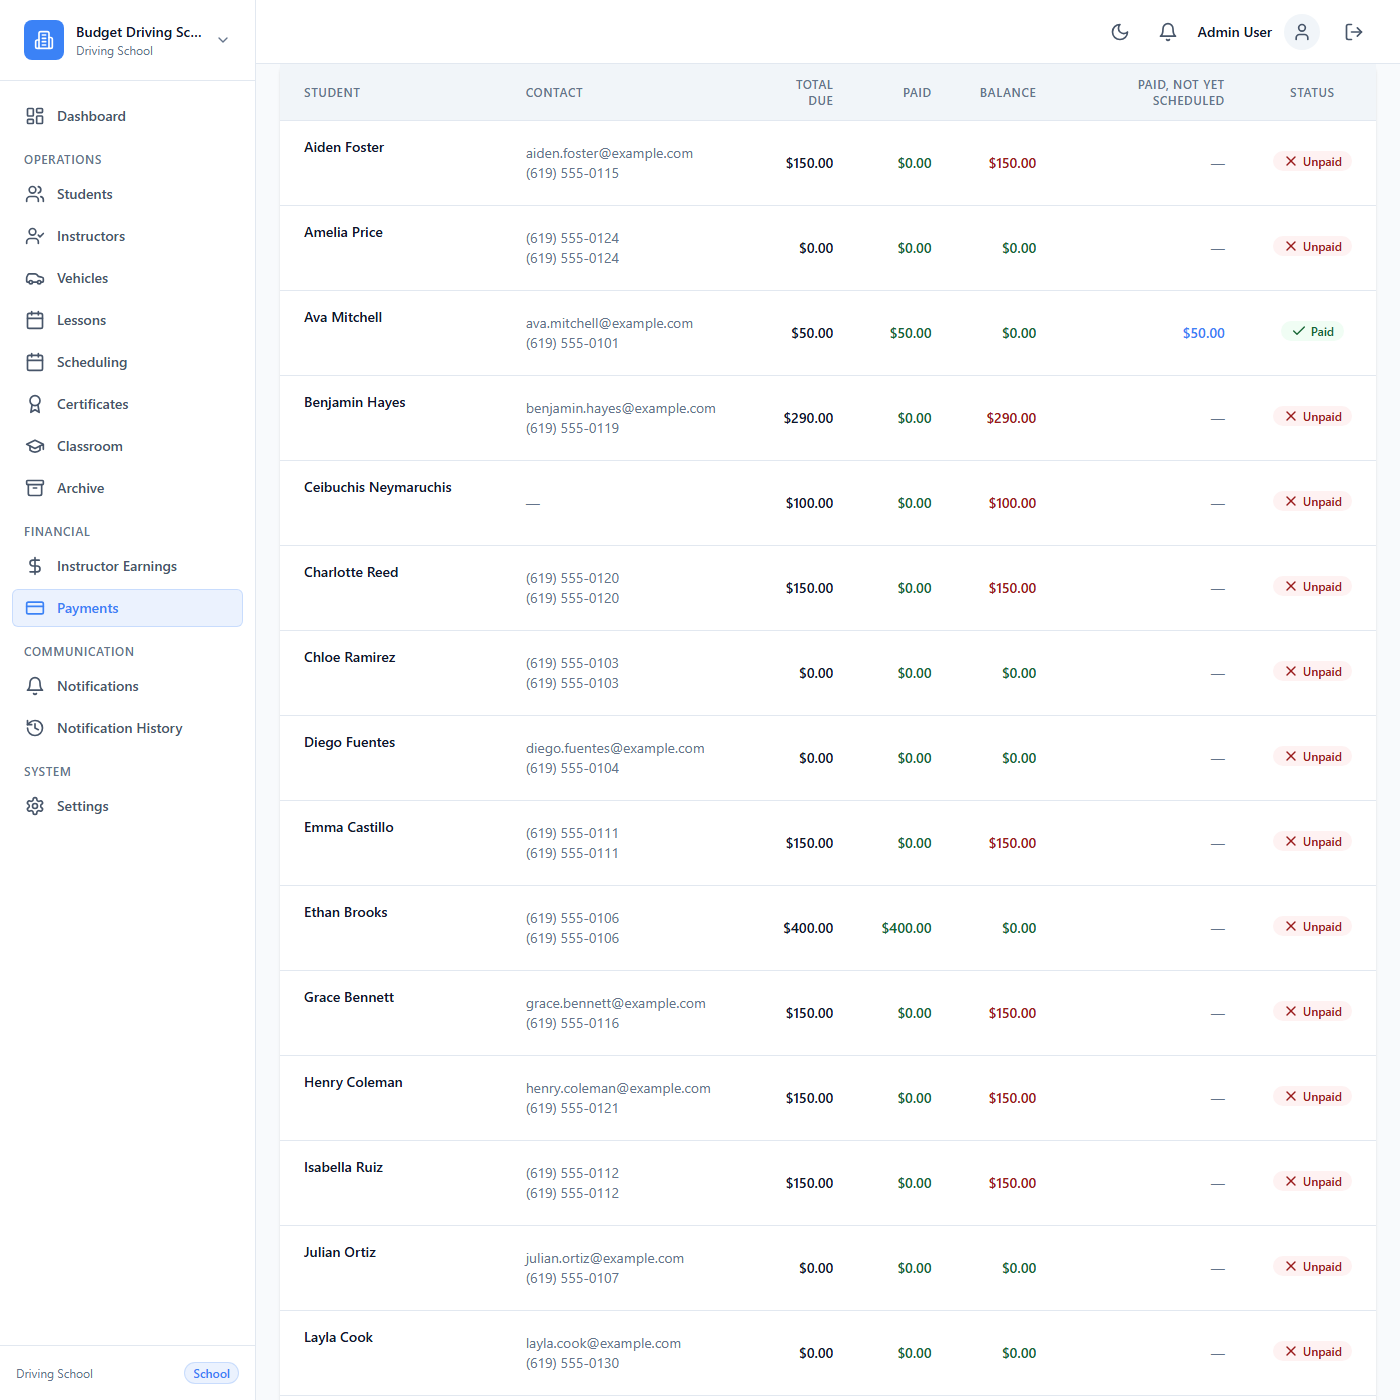 Budget Driving Sc...
Driving School
Dashboard
OPERATIONS
Students
Instructors
Vehicles
Lessons
Scheduling
Certificates
Classroom
Archive
FINANCIAL
Instructor Earnings
Payments
COMMUNICATION
Notifications
Notification History
SYSTEM
Settings
Driving School
School
Admin User
STUDENT CONTACT TOTAL DUE PAID BALANCE PAID, NOT YET SCHEDULED STATUS
Aiden Foster
aiden.foster@example.com
(619) 555-0115
$150.00 $0.00 $150.00 — Unpaid
Amelia Price
(619) 555-0124
(619) 555-0124
$0.00 $0.00 $0.00 — Unpaid
Ava Mitchell
ava.mitchell@example.com
(619) 555-0101
$50.00 $50.00 $0.00 $50.00 Paid
Benjamin Hayes
benjamin.hayes@example.com
(619) 555-0119
$290.00 $0.00 $290.00 — Unpaid
Ceibuchis Neymaruchis
—
$100.00 $0.00 $100.00 — Unpaid
Charlotte Reed
(619) 555-0120
(619) 555-0120
$150.00 $0.00 $150.00 — Unpaid
Chloe Ramirez
(619) 555-0103
(619) 555-0103
$0.00 $0.00 $0.00 — Unpaid
Diego Fuentes
diego.fuentes@example.com
(619) 555-0104
$0.00 $0.00 $0.00 — Unpaid
Emma Castillo
(619) 555-0111
(619) 555-0111
$150.00 $0.00 $150.00 — Unpaid
Ethan Brooks
(619) 555-0106
(619) 555-0106
$400.00 $400.00 $0.00 — Unpaid
Grace Bennett
grace.bennett@example.com
(619) 555-0116
$150.00 $0.00 $150.00 — Unpaid
Henry Coleman
henry.coleman@example.com
(619) 555-0121
$150.00 $0.00 $150.00 — Unpaid
Isabella Ruiz
(619) 555-0112
(619) 555-0112
$150.00 $0.00 $150.00 — Unpaid
Julian Ortiz
julian.ortiz@example.com
(619) 555-0107
$0.00 $0.00 $0.00 — Unpaid
Layla Cook
layla.cook@example.com
(619) 555-0130
$0.00 $0.00 $0.00 — Unpaid